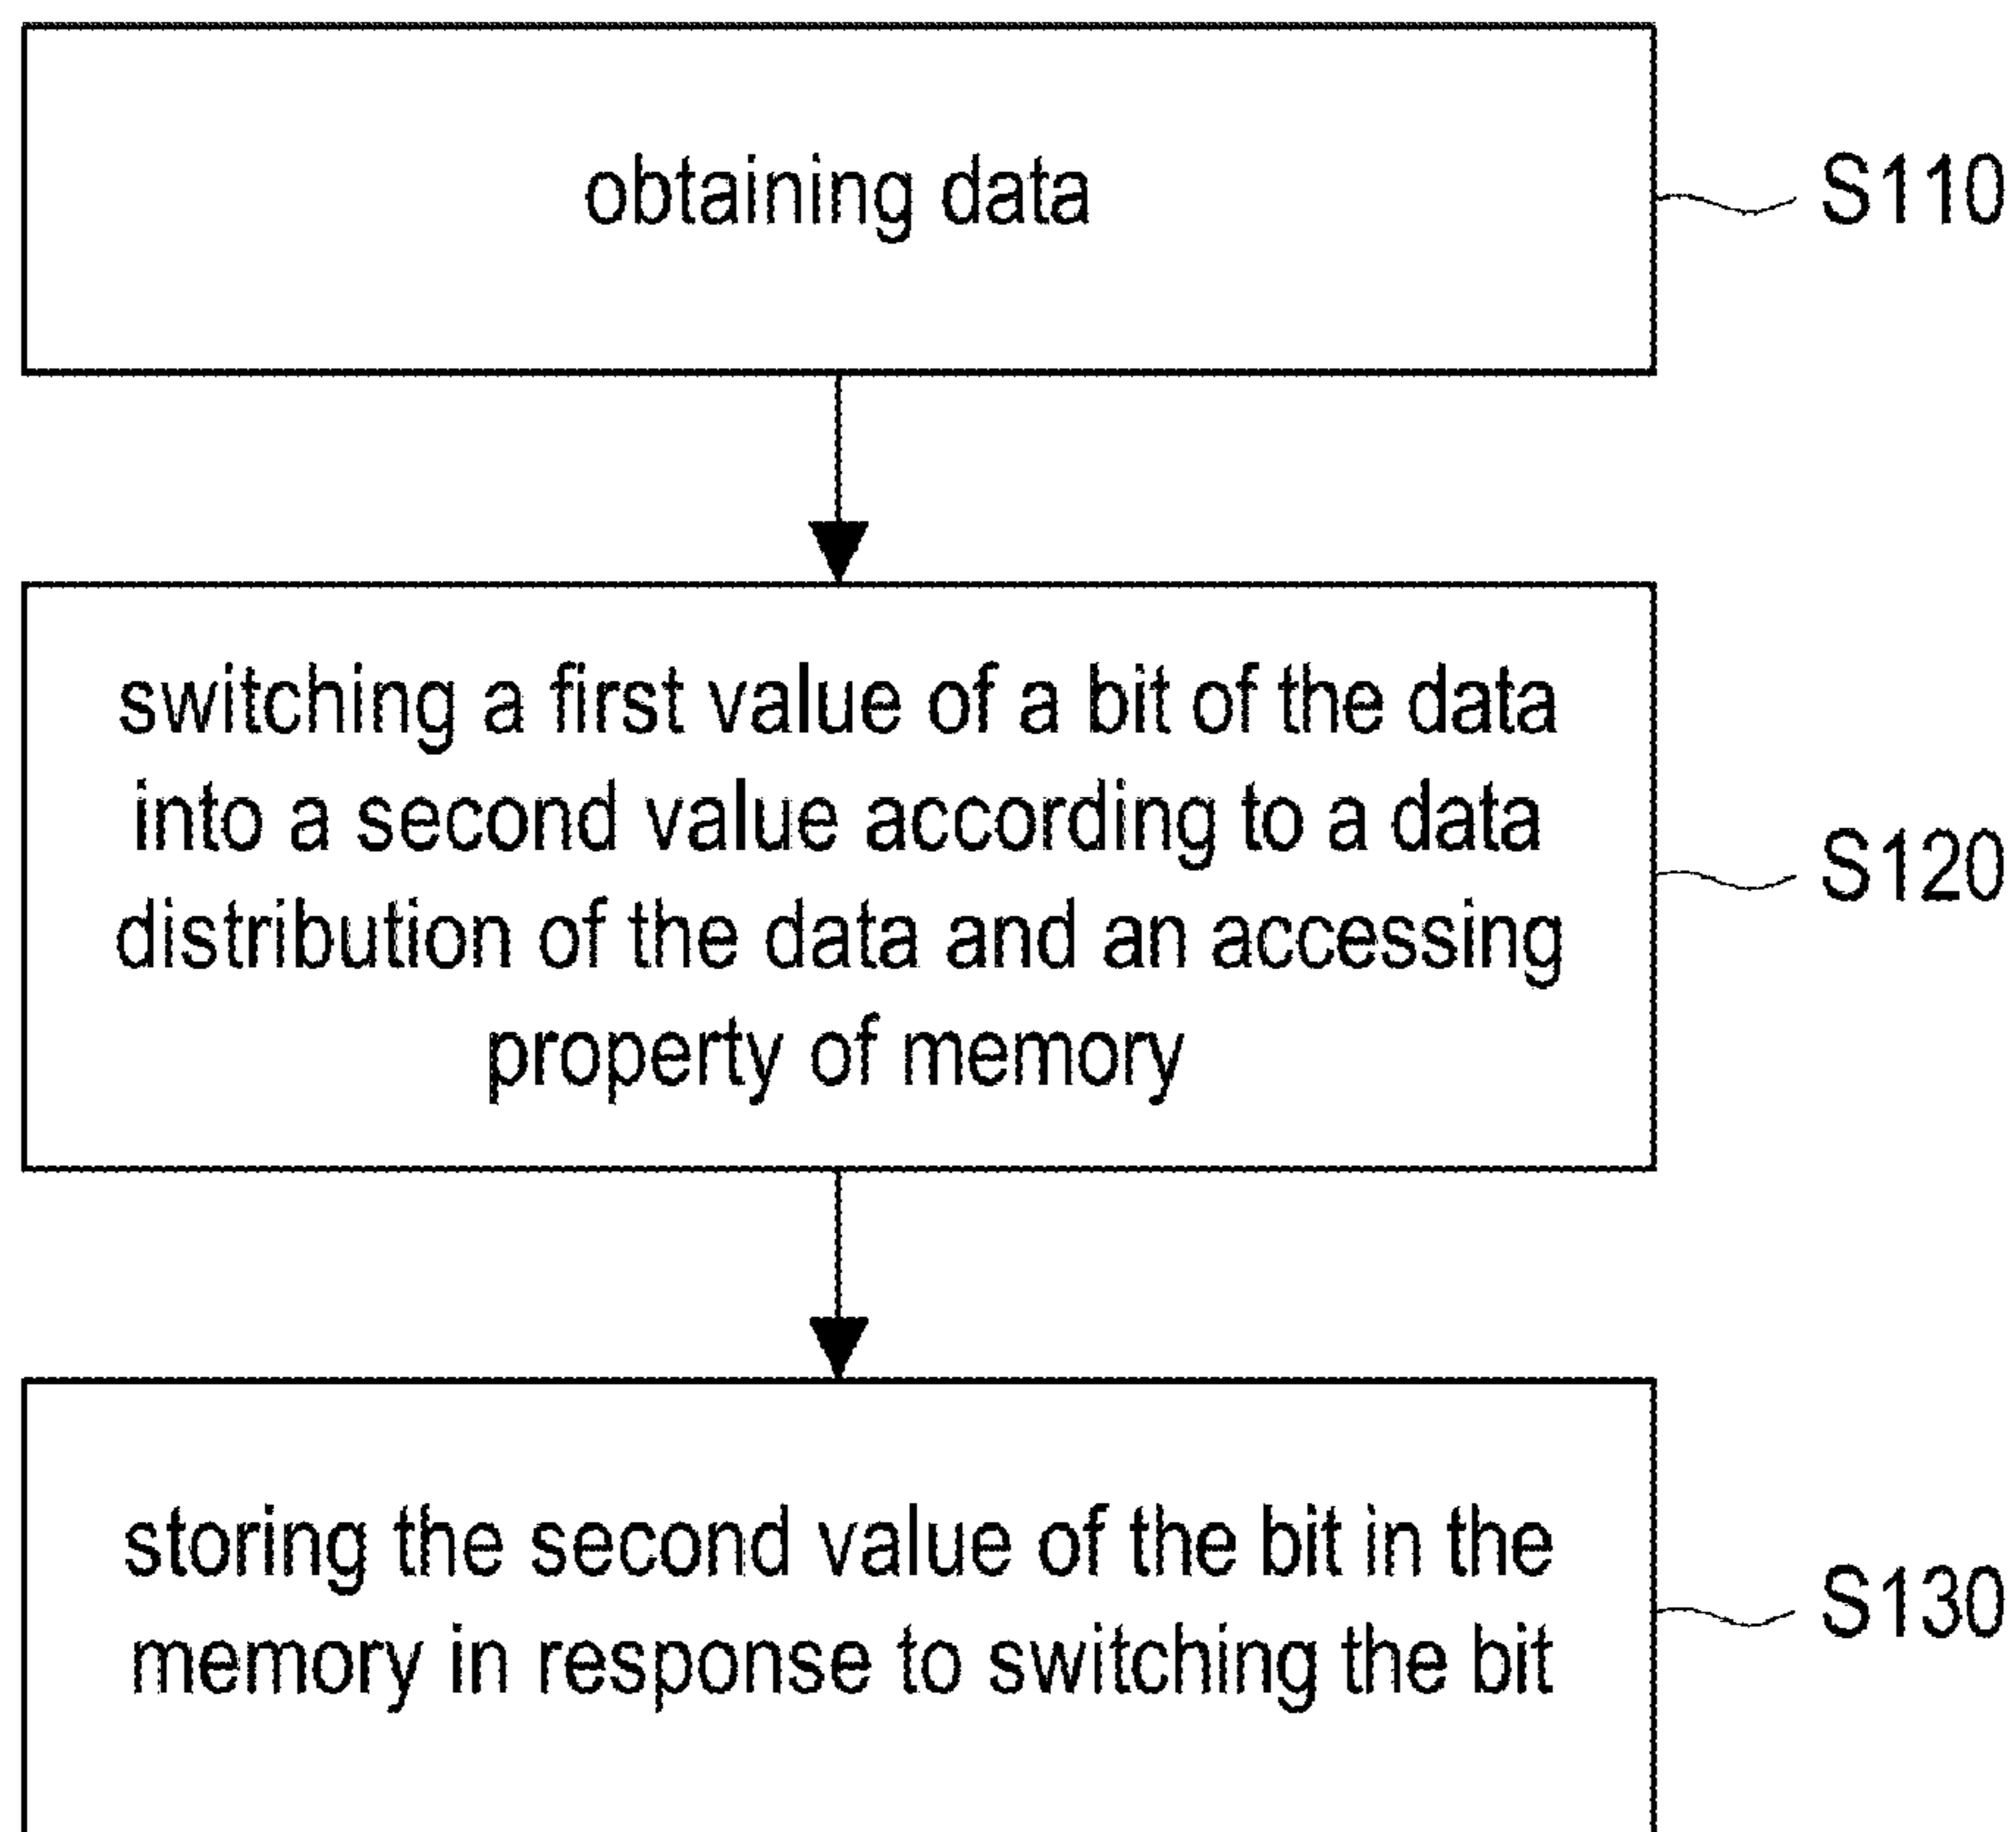 obtaining data
S110
switching a first value of a bit of the data
into a second value according to a data
distribution of the data and an accessing
property of memory
S120
storing the second value of the bit in the
memory in response to switching the bit
S130